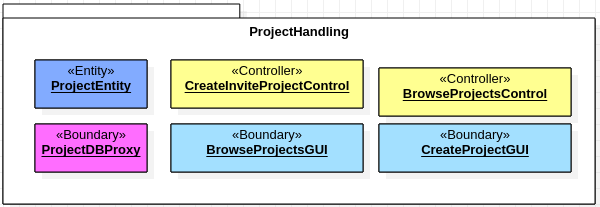 ProjectHandling
«Entity»
ProjectEntity
«Controller»
CreateInviteProjectControl
«Controller»
BrowseProjectsControl
«Boundary»
ProjectDBProxy
«Boundary»
BrowseProjectsGUI
«Boundary»
CreateProjectGUI